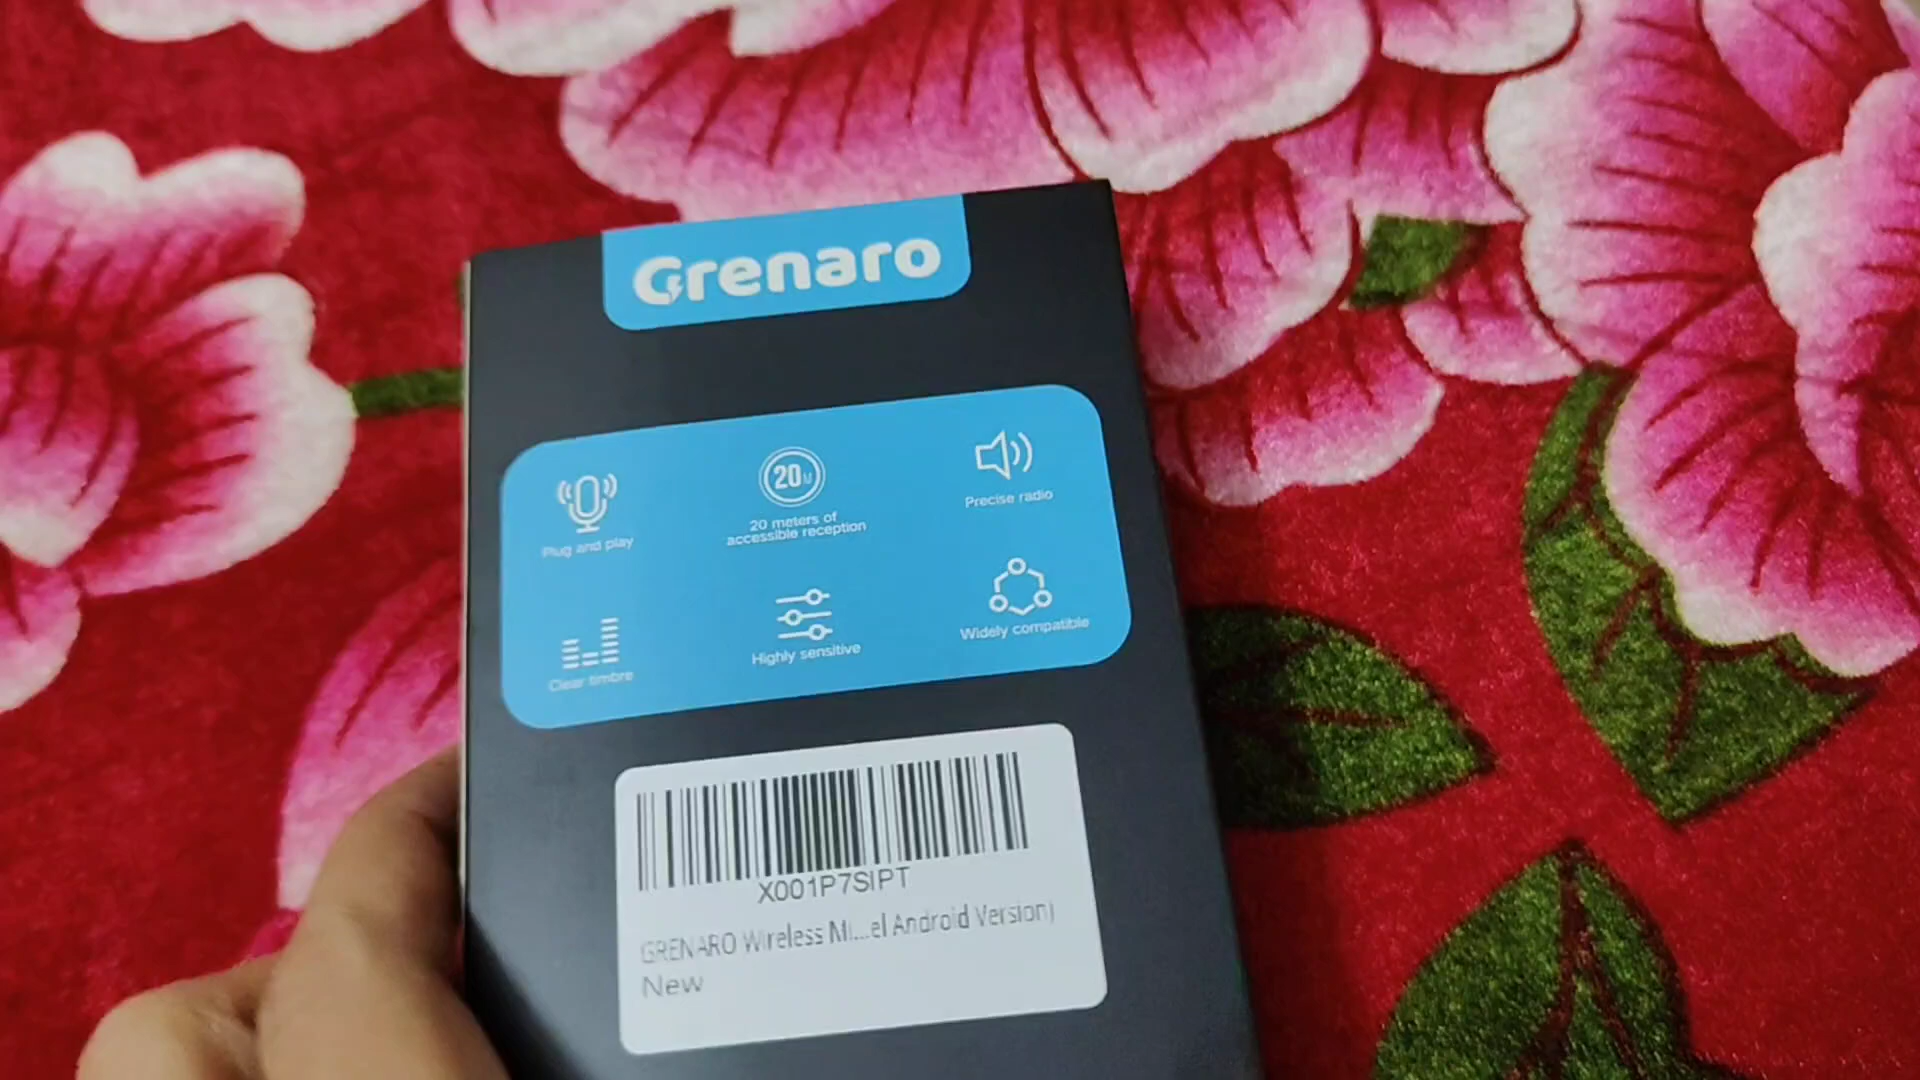 Grenaro
Plug and play
20M
20 meters of
accessible reception
Precise radio
Clear timbre
Highly sensitive
Widely compatible
X001P7SIPT
GRENARO Wireless Mi...el Android Version)
New